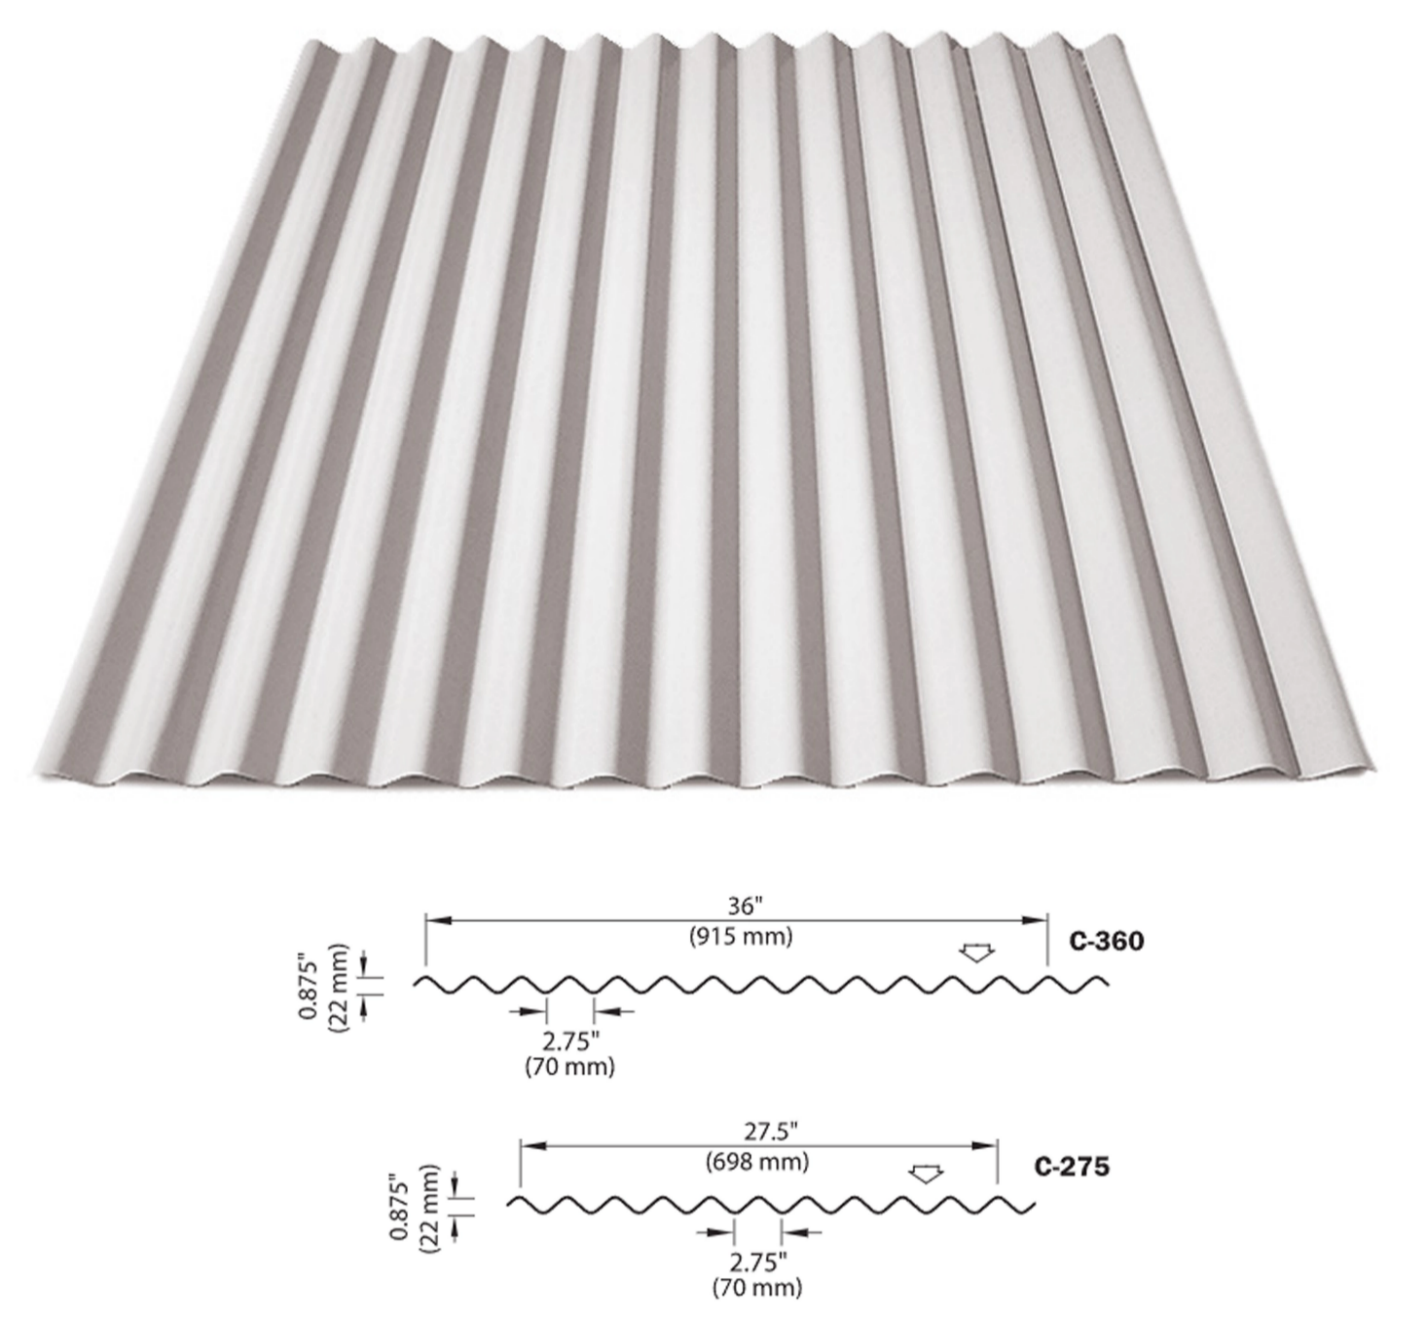 36"
(915 mm)
C-360
0.875"
(22 mm)
2.75"
(70 mm)
27.5"
(698 mm)
C-275
0.875"
(22 mm)
2.75"
(70 mm)